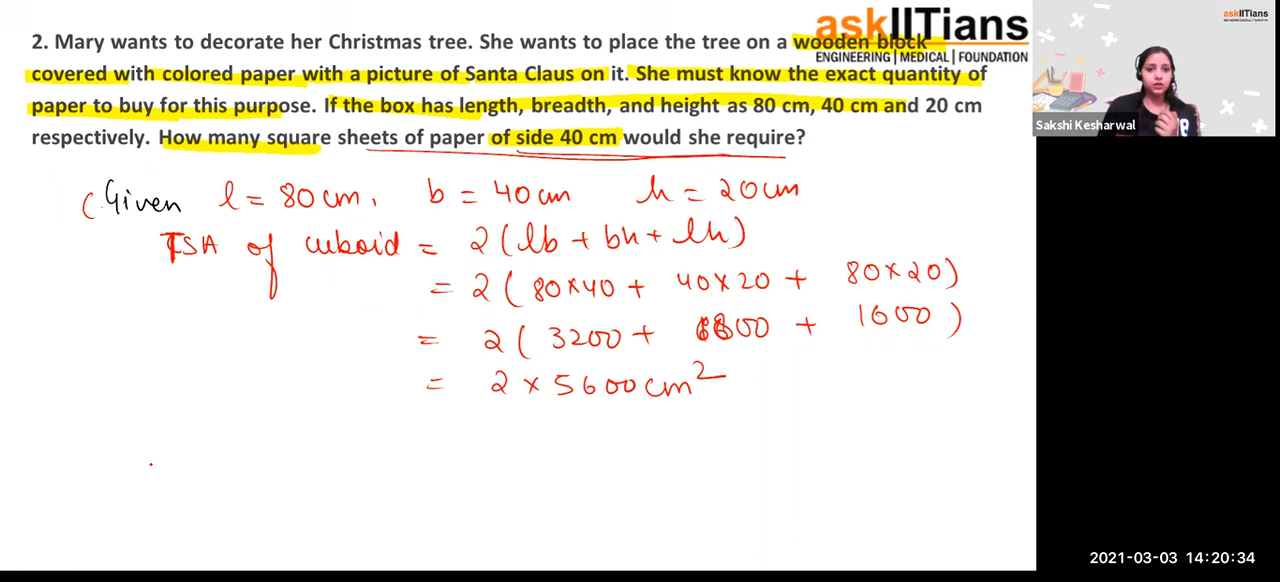 askIITians
ENGINEERING | MEDICAL | FOUNDATION
askIITians
2. Mary wants to decorate her Christmas tree. She wants to place the tree on a wooden block
covered with colored paper with a picture of Santa Claus on it. She must know the exact quantity of
paper to buy for this purpose. If the box has length, breadth, and height as 80 cm, 40 cm and 20 cm
respectively. How many square sheets of paper of side 40 cm would she require?
Sakshi Kesharwal
Given l = 80 cm, b = 40 cm h = 20 cm
TSA of cuboid = 2 (lb + bh + lh)
= 2 ( 80×40 + 40×20 + 80×20)
= 2 ( 3200 + 800 + 1600 )
= 2 × 5600 cm²
2021-03-03 14:20:34